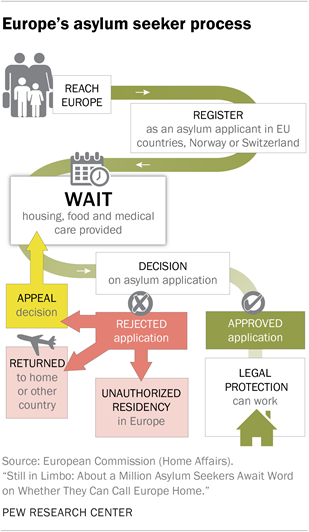 Europe's asylum seeker process
REACH
EUROPE
REGISTER
as an asylum applicant in EU
countries, Norway or Switzerland
WAIT
housing, food and medical
care provided
DECISION
on asylum application
APPEAL
decision
REJECTED
application
APPROVED
application
RETURNED
to home or
other
country
UNAUTHORIZED
RESIDENCY
in Europe
LEGAL
PROTECTION
can work
Source: European Commission (Home Affairs).
“Still in Limbo: About a Million Asylum Seekers Await Word
on Whether They Can Call Europe Home.”
PEW RESEARCH CENTER